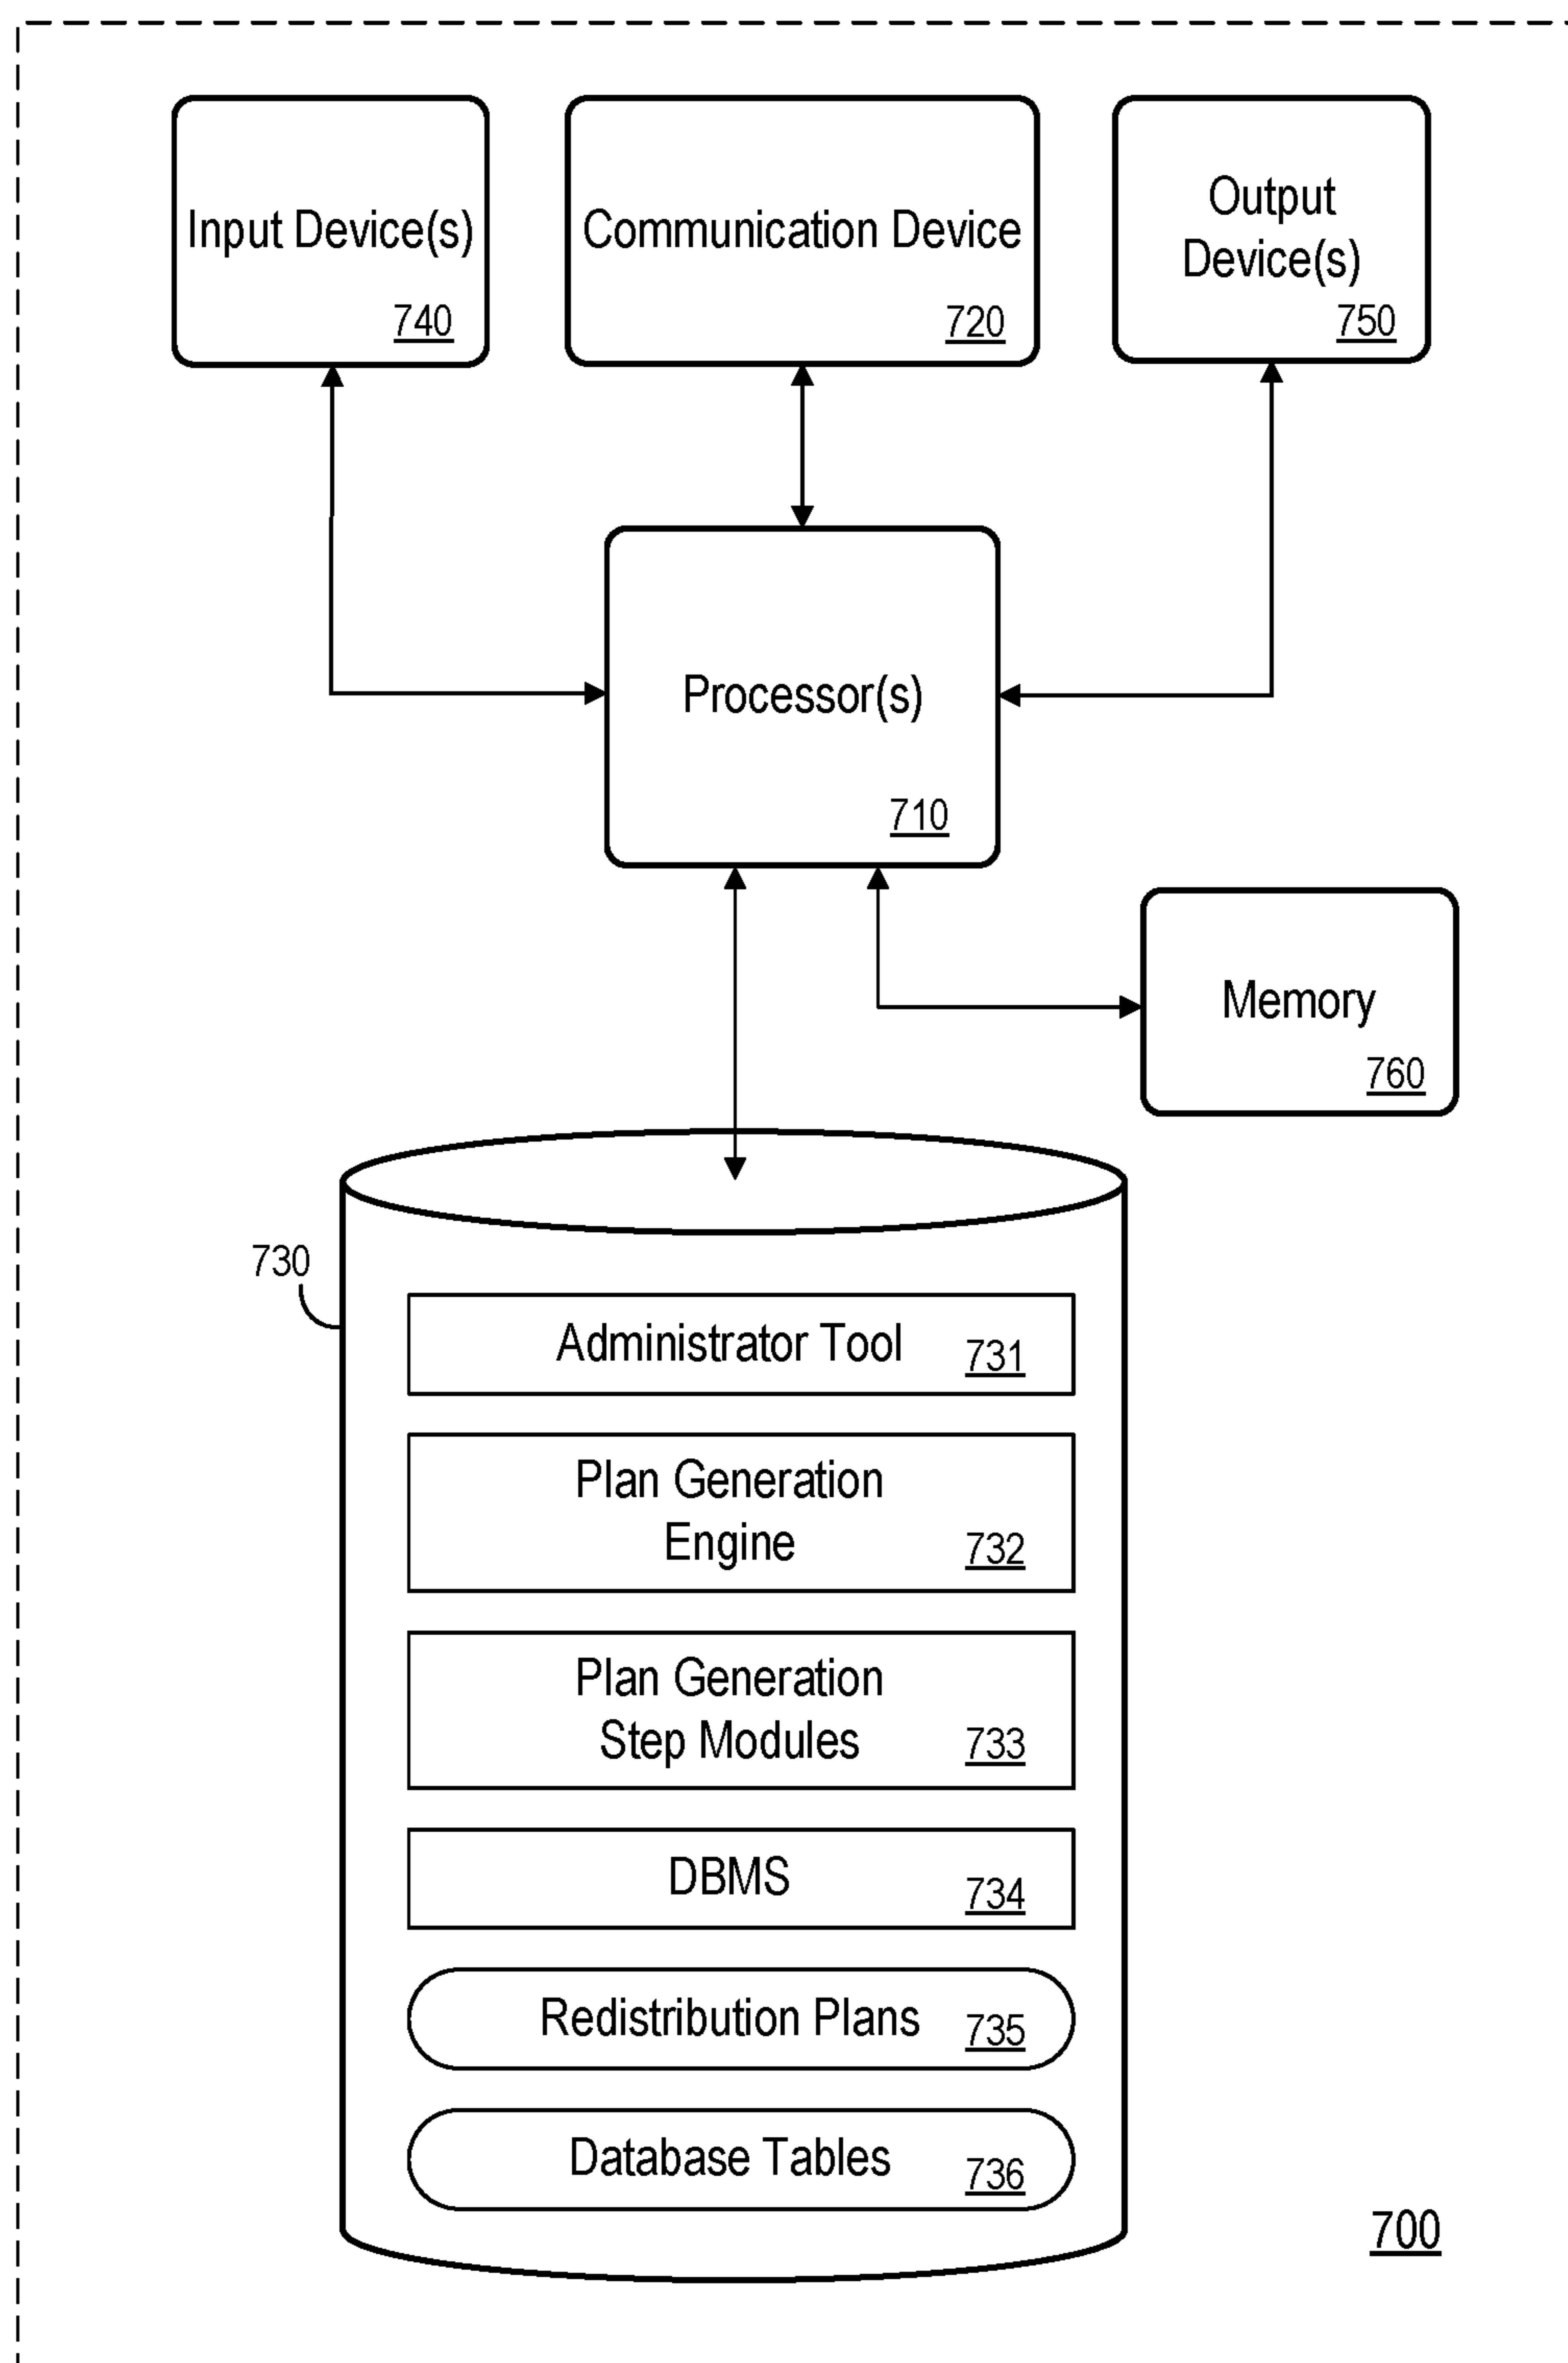 Input Device(s)
740
Communication Device
720
Output
Device(s)
750
Processor(s)
710
Memory
760
730
Administrator Tool 731
Plan Generation
Engine 732
Plan Generation
Step Modules 733
DBMS 734
Redistribution Plans 735
Database Tables 736
700